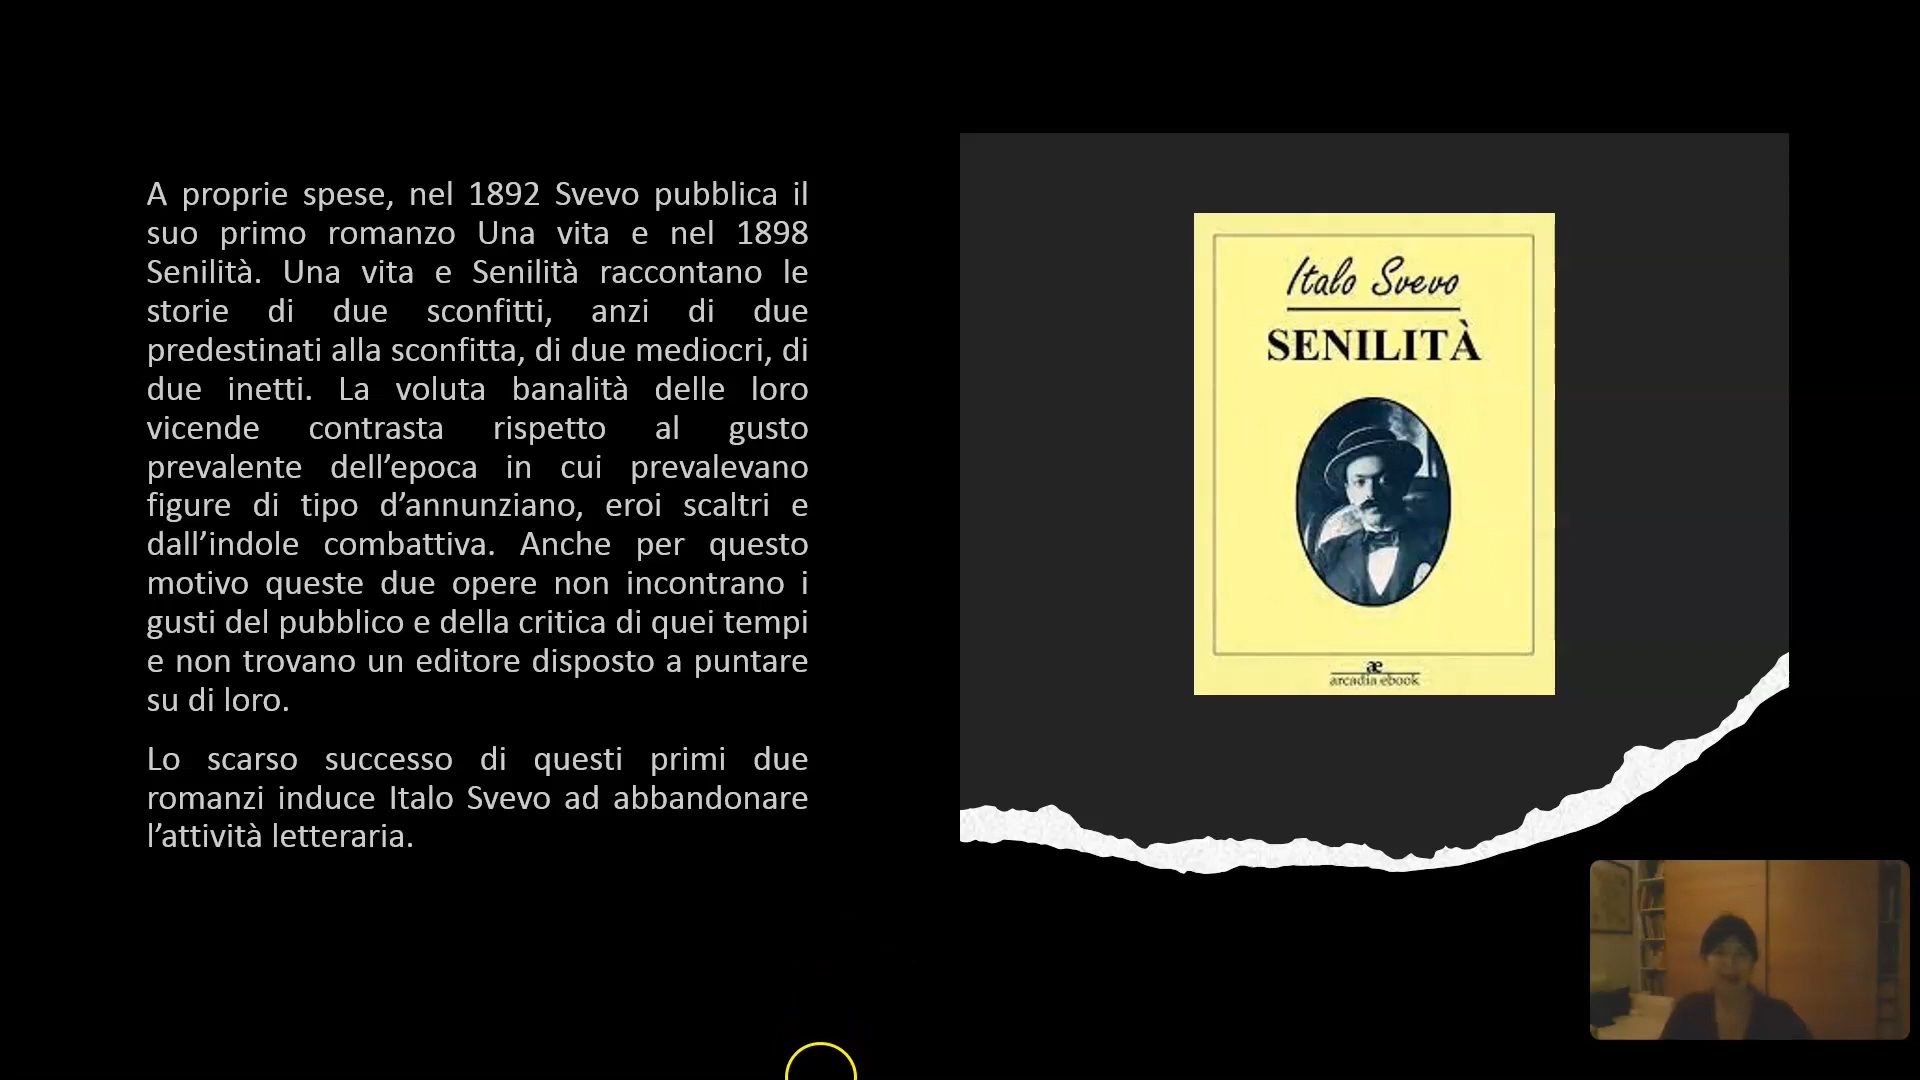 A proprie spese, nel 1892 Svevo pubblica il
suo primo romanzo Una vita e nel 1898
Senilità. Una vita e Senilità raccontano le
storie di due sconfitti, anzi di due
predestinati alla sconfitta, di due mediocri, di
due inetti. La voluta banalità delle loro
vicende contrasta rispetto al gusto
prevalente dell’epoca in cui prevalevano
figure di tipo d’annunziano, eroi scaltri e
dall’indole combattiva. Anche per questo
motivo queste due opere non incontrano i
gusti del pubblico e della critica di quei tempi
e non trovano un editore disposto a puntare
su di loro.
Lo scarso successo di questi primi due
romanzi induce Italo Svevo ad abbandonare
l’attività letteraria.
Italo Svevo
SENILITÀ
æ
arcadia ebook